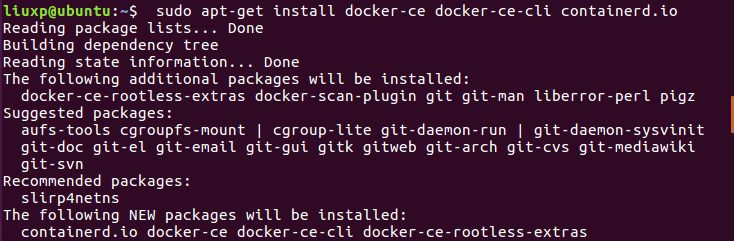 liuxp@ubuntu:~$  sudo apt-get install docker-ce docker-ce-cli containerd.io
Reading package lists... Done
Building dependency tree
Reading state information... Done
The following additional packages will be installed:
  docker-ce-rootless-extras docker-scan-plugin git git-man liberror-perl pigz
Suggested packages:
  aufs-tools cgroupfs-mount | cgroup-lite git-daemon-run | git-daemon-sysvinit
  git-doc git-el git-email git-gui gitk gitweb git-arch git-cvs git-mediawiki
  git-svn
Recommended packages:
  slirp4netns
The following NEW packages will be installed:
  containerd.io docker-ce docker-ce-cli docker-ce-rootless-extras